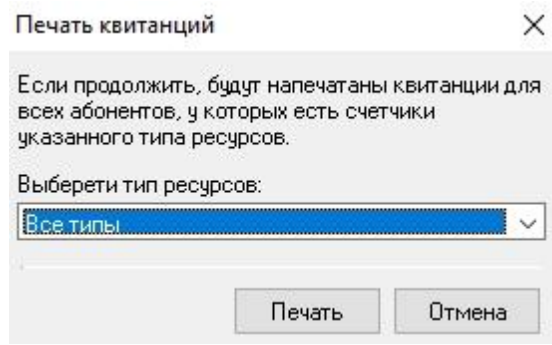 Печать квитанций
Если продолжить, будут напечатаны квитанции для
всех абонентов, у которых есть счетчики
указанного типа ресурсов.
Выберети тип ресурсов:
Все типы
Печать Отмена